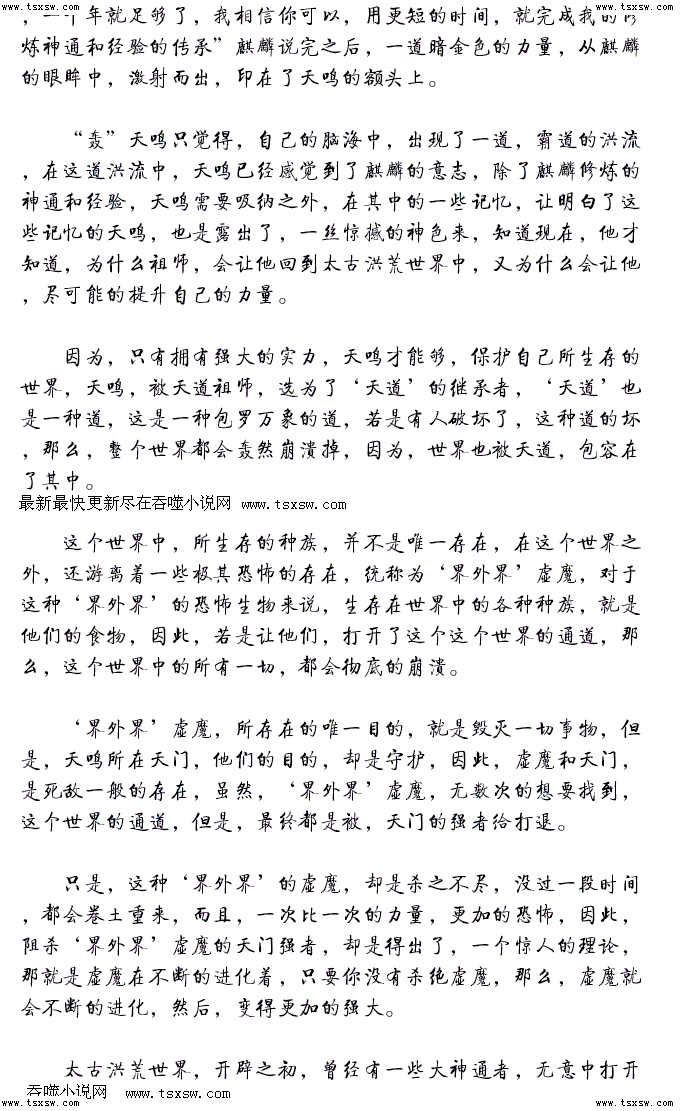 www.tsxsw.com www.tsxsw.com www.tsxsw.com www.tsxsw.com
，一个年就足够了，我相信你可以，用更短的时间，就完成我的修
炼神通和经验的传承”麒麟说完之后，一道暗金色的力量，从麒麟
的眼眸中，激射而出，印在了天鸣的额头上。
“轰”天鸣只觉得，自己的脑海中，出现了一道，霸道的洪流
，在这道洪流中，天鸣已经感觉到了麒麟的意志，除了麒麟修炼的
神通和经验，天鸣需要吸纳之外，在其中的一些记忆，让明白了这
些记忆的天鸣，也是露出了，一丝惊撼的神色来，知道现在，他才
知道，为什么祖师，会让他回到太古洪荒世界中，又为什么会让他
，尽可能的提升自己的力量。
因为，只有拥有强大的实力，天鸣才能够，保护自己所生存的
世界，天鸣，被天道祖师，选为了‘天道’的继承者，‘天道’也
是一种道，这是一种包罗万象的道，若是有人破坏了，这种道的坏
，那么，整个世界都会轰然崩溃掉，因为，世界也被天道，包容在
了其中。
最新最快更新尽在吞噬小说网 www.tsxsw.com
这个世界中，所生存的种族，并不是唯一存在，在这个世界之
外，还游离着一些极其恐怖的存在，统称为‘界外界’虚魔，对于
这种‘界外界’的恐怖生物来说，生存在世界中的各种种族，就是
他们的食物，因此，若是让他们，打开了这个这个世界的通道，那
么，这个世界中的所有一切，都会彻底的崩溃。
‘界外界’虚魔，所存在的唯一目的，就是毁灭一切事物，但
是，天鸣所在天门，他们的目的，却是守护，因此，虚魔和天门，
是死敌一般的存在，虽然，‘界外界’虚魔，无数次的想要找到，
这个世界的通道，但是，最终都是被，天门的强者给打退。
只是，这种‘界外界’的虚魔，却是杀之不尽，没过一段时间
，都会卷土重来，而且，一次比一次的力量，更加的恐怖，因此，
阻杀‘界外界’虚魔的天门强者，却是得出了，一个惊人的理论，
那就是虚魔在不断的进化着，只要你没有杀绝虚魔，那么，虚魔就
会不断的进化，然后，变得更加的强大。
太古洪荒世界，开辟之初，曾经有一些大神通者，无意中打开
吞噬小说网 www.tsxsw.com
www.tsxsw.com www.tsxsw.com www.tsxsw.com www.tsxsw.com